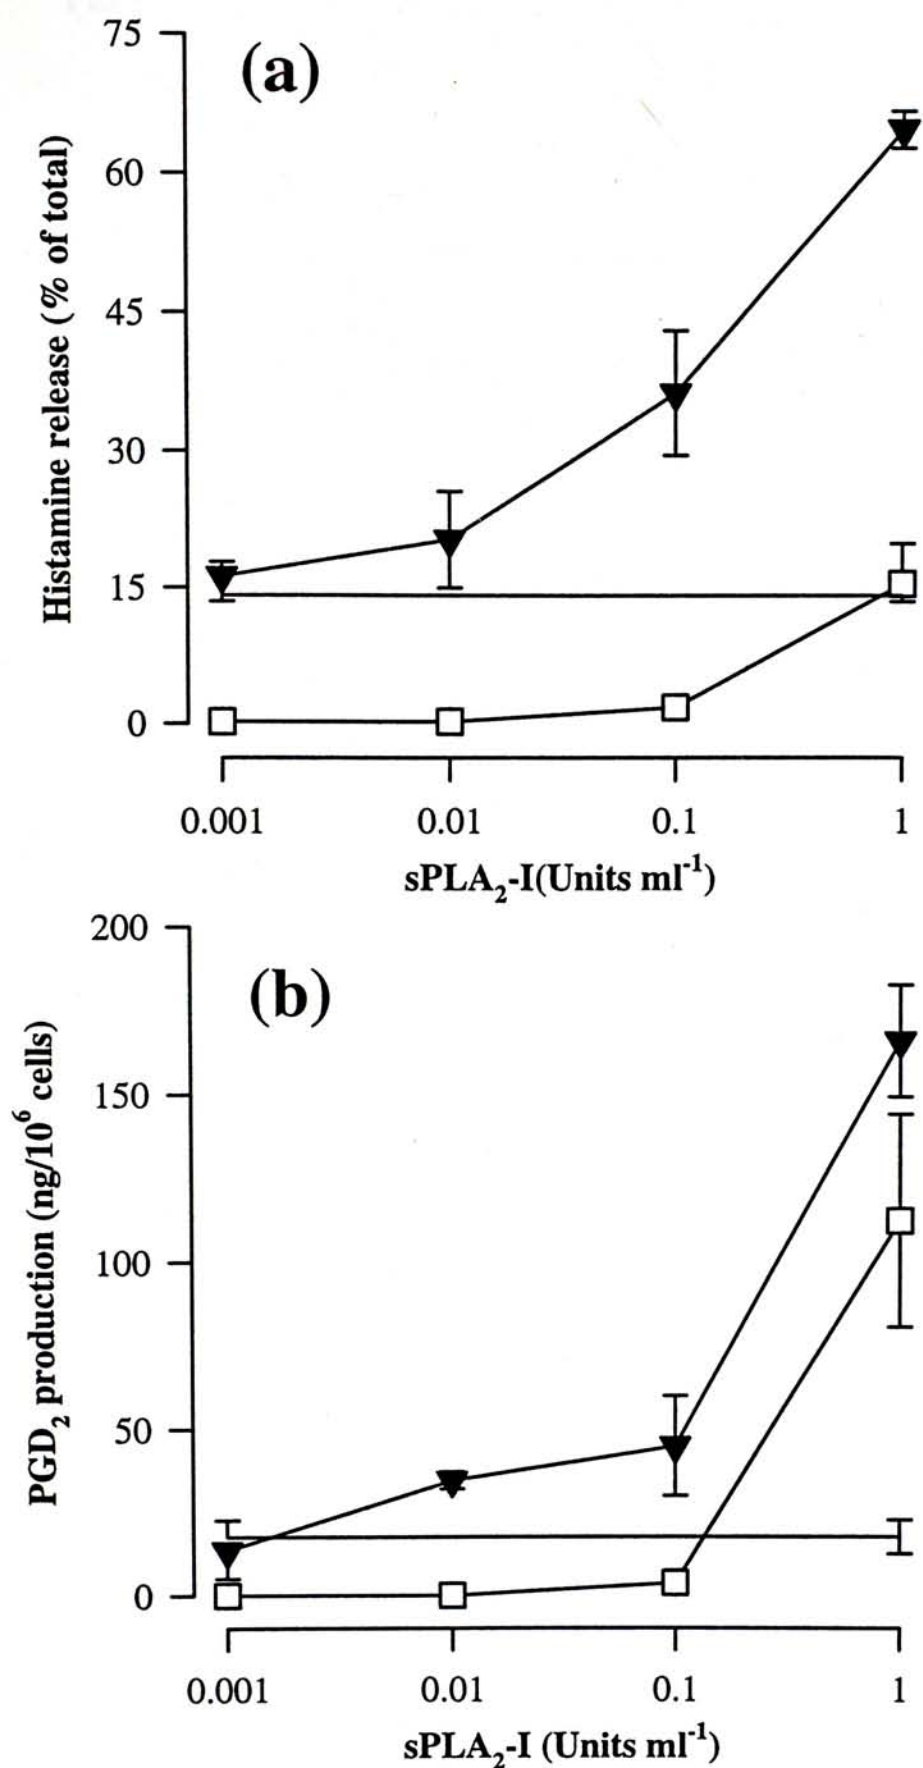 (a)
Histamine release (% of total)
75
60
45
30
15
0
0.001 0.01 0.1 1
sPLA₂-I(Units ml⁻¹)
(b)
PGD₂ production (ng/10⁶ cells)
200
150
100
50
0
0.001 0.01 0.1 1
sPLA₂-I (Units ml⁻¹)